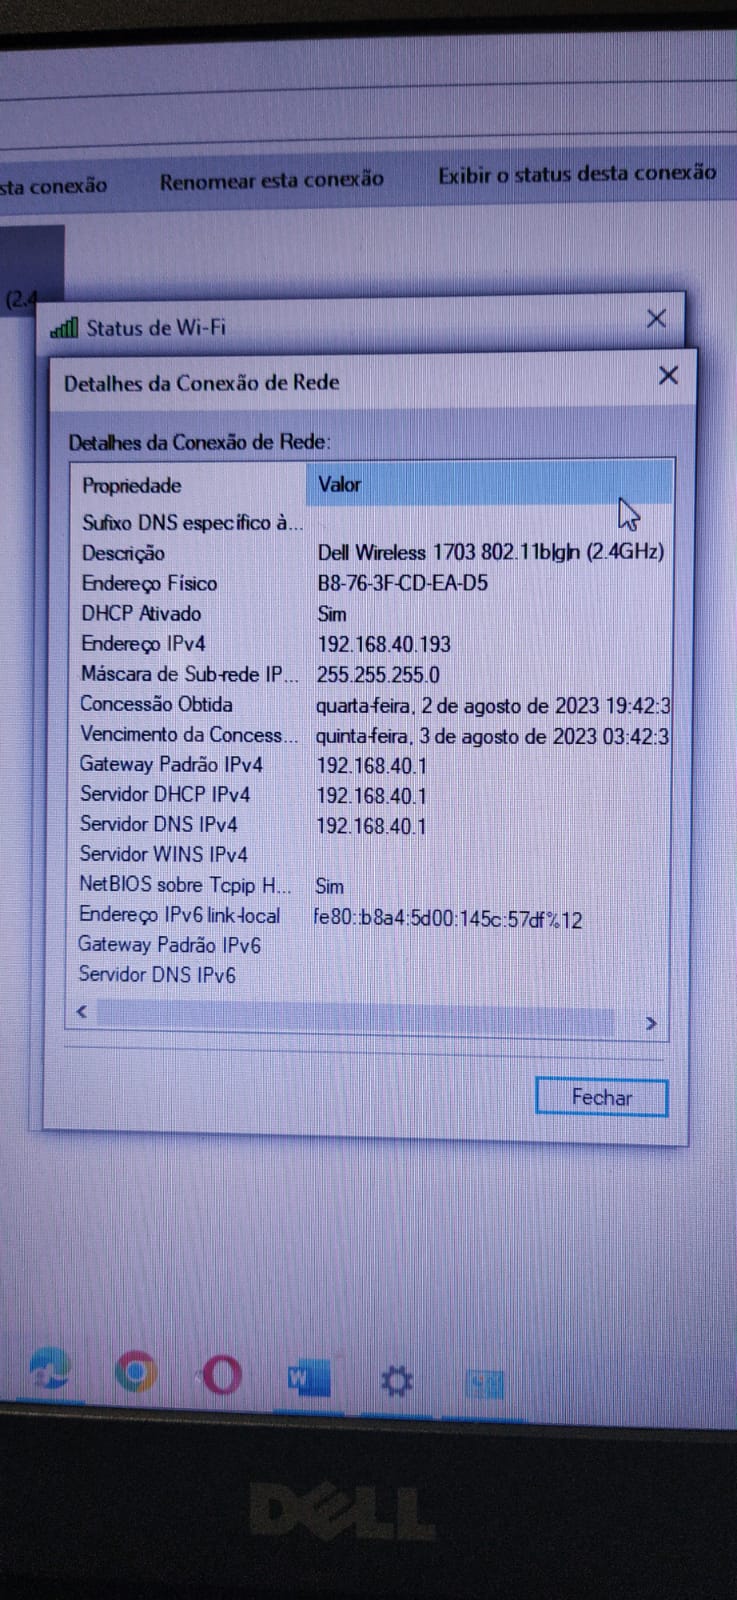 sta conexão Renomear esta conexão Exibir o status desta conexão
(2.4
Status de Wi-Fi
Detalhes da Conexão de Rede
Detalhes da Conexão de Rede:
Propriedade Valor
Sufixo DNS específico à...
Descrição Dell Wireless 1703 802.11b|g|n (2.4GHz)
Endereço Físico B8-76-3F-CD-EA-D5
DHCP Ativado Sim
Endereço IPv4 192.168.40.193
Máscara de Sub-rede IP... 255.255.255.0
Concessão Obtida quarta-feira, 2 de agosto de 2023 19:42:3
Vencimento da Concess... quinta-feira, 3 de agosto de 2023 03:42:3
Gateway Padrão IPv4 192.168.40.1
Servidor DHCP IPv4 192.168.40.1
Servidor DNS IPv4 192.168.40.1
Servidor WINS IPv4
NetBIOS sobre Tcpip H... Sim
Endereço IPv6 link-local fe80::b8a4:5d00:145c:57df%12
Gateway Padrão IPv6
Servidor DNS IPv6
Fechar
W
DELL